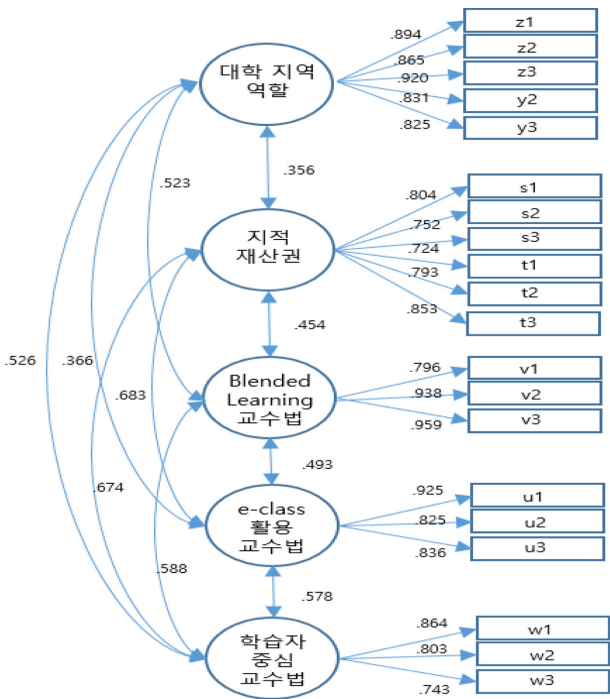 대학 지역
역할
.894
.865
.920
.831
.825
z1
z2
z3
y2
y3
.523
.356
지적
재산권
.804
.752
.724
.793
.853
s1
s2
s3
t1
t2
t3
.454
.526
.366
.683
Blended
Learning
교수법
.796
.938
.959
v1
v2
v3
.493
.674
e-class
활용
교수법
.925
.825
.836
u1
u2
u3
.588
.578
학습자
중심
교수법
.864
.803
.743
w1
w2
w3